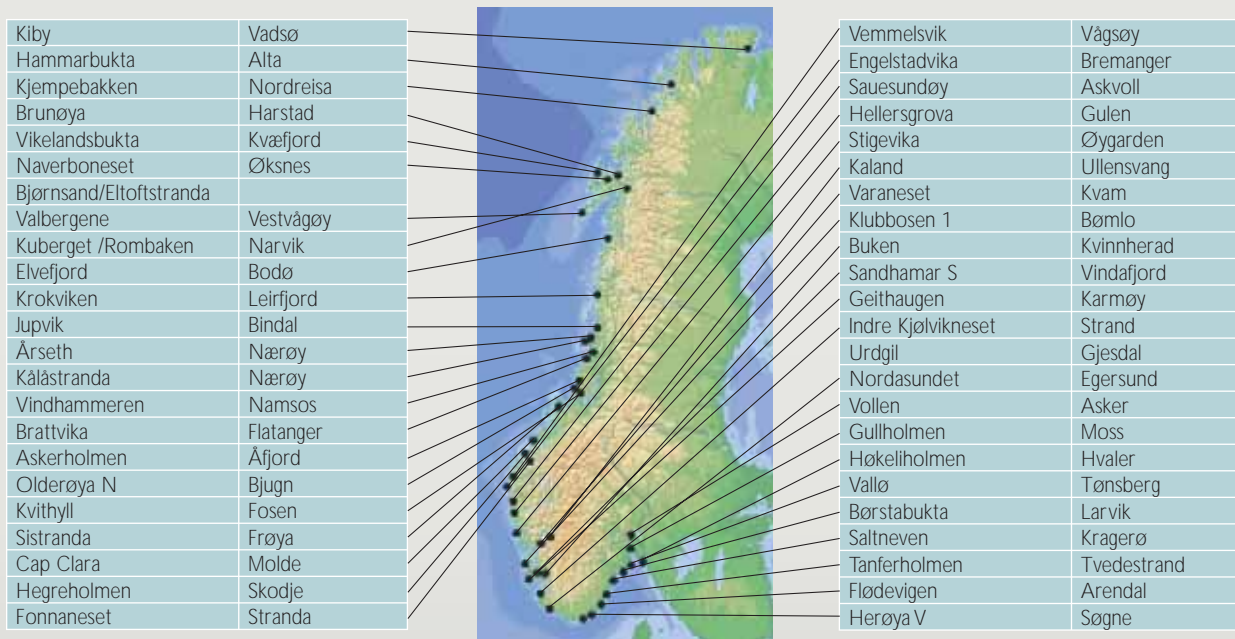 Kiby Vadsø
Hammarbukta Alta
Kjempebakken Nordreisa
Brunøya Harstad
Vikelandsbukta Kvæfjord
Naverboneset Øksnes
Bjørnsand/Eltoftstranda
Valbergene Vestvågøy
Kuberget /Rombaken Narvik
Elvefjord Bodø
Krokviken Leirfjord
Jupvik Bindal
Årseth Nærøy
Kålåstranda Nærøy
Vindhammeren Namsos
Brattvika Flatanger
Askerholmen Åfjord
Olderøya N Bjugn
Kvithyll Fosen
Sistranda Frøya
Cap Clara Molde
Hegreholmen Skodje
Fonnaneset Stranda
Vemmelsvik Vågsøy
Engelstadvika Bremanger
Sauesundøy Askvoll
Hellersgrova Gulen
Stigevika Øygarden
Kaland Ullensvang
Varaneset Kvam
Klubbosen 1 Bømlo
Buken Kvinnherad
Sandhamar S Vindafjord
Geithaugen Karmøy
Indre Kjølvikneset Strand
Urdgil Gjesdal
Nordasundet Egersund
Vollen Asker
Gullholmen Moss
Høkeliholmen Hvaler
Vallø Tønsberg
Børstabukta Larvik
Saltneven Kragerø
Tanferholmen Tvedestrand
Flødevigen Arendal
Herøya V Søgne